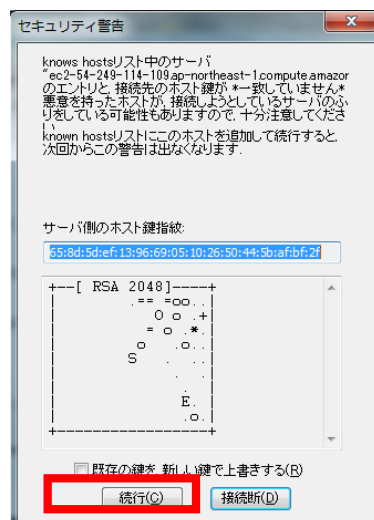 セキュリティ警告
x
knows hostsリスト中のサーバ
"ec2-54-249-114-109.ap-northeast-1.compute.amazor
のエントリと, 接続先のホスト鍵が *一致していません*
悪意を持ったホストが, 接続しようとしているサーバのふ
りをしている可能性もありますので, 十分注意してくださ
い
known hostsリストにこのホストを追加して続行すると,
次回からこの警告は出なくなります.
サーバ側のホスト鍵指紋:
65:8d:5d:ef:13:96:69:05:10:26:50:44:5b:af:bf:2f
+--[ RSA 2048]----+
|        .== =oo..|
|          O o .+ |
|         = o .*. |
|        o   .o.. |
|       S   .  .. |
|            .  . |
|             .   |
|             E.  |
|             .o. |
+-----------------+
既存の鍵を, 新しい鍵で上書きする(R)
続行(C)
接続断(D)